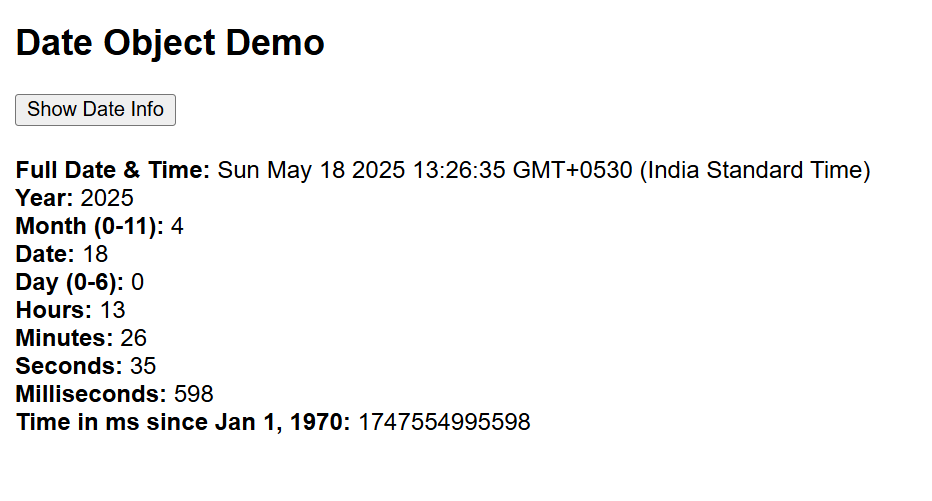 Date Object Demo
Show Date Info
Full Date & Time: Sun May 18 2025 13:26:35 GMT+0530 (India Standard Time)
Year: 2025
Month (0-11): 4
Date: 18
Day (0-6): 0
Hours: 13
Minutes: 26
Seconds: 35
Milliseconds: 598
Time in ms since Jan 1, 1970: 1747554995598